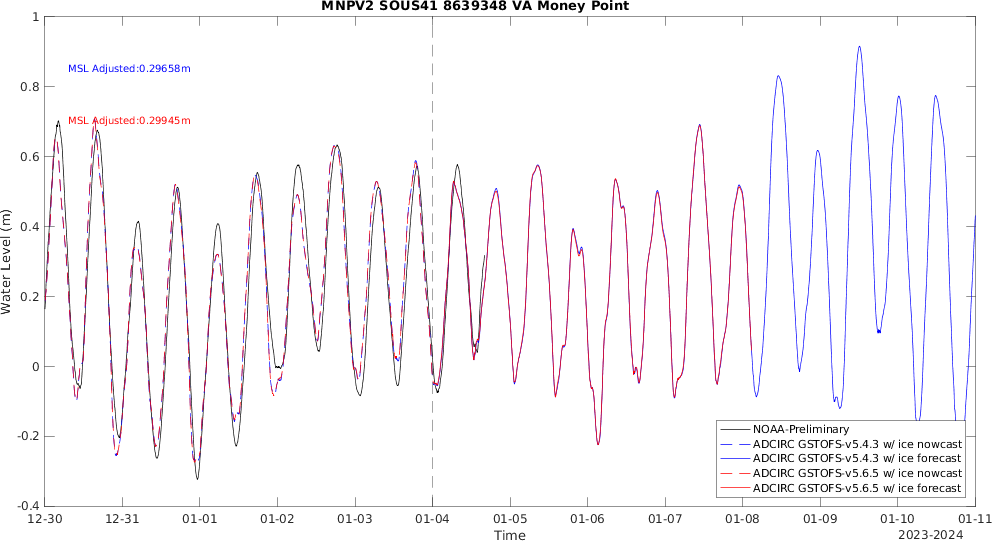 MNPV2 SOUS41 8639348 VA Money Point
1
0.8
0.6
0.4
0.2
0
-0.2
-0.4
Water Level (m)
MSL Adjusted:0.29658m
MSL Adjusted:0.29945m
NOAA-Preliminary
ADCIRC GSTOFS-v5.4.3 w/ ice nowcast
ADCIRC GSTOFS-v5.4.3 w/ ice forecast
ADCIRC GSTOFS-v5.6.5 w/ ice nowcast
ADCIRC GSTOFS-v5.6.5 w/ ice forecast
12-30 12-31 01-01 01-02 01-03 01-04 01-05 01-06 01-07 01-08 01-09 01-10 01-11
Time
2023-2024